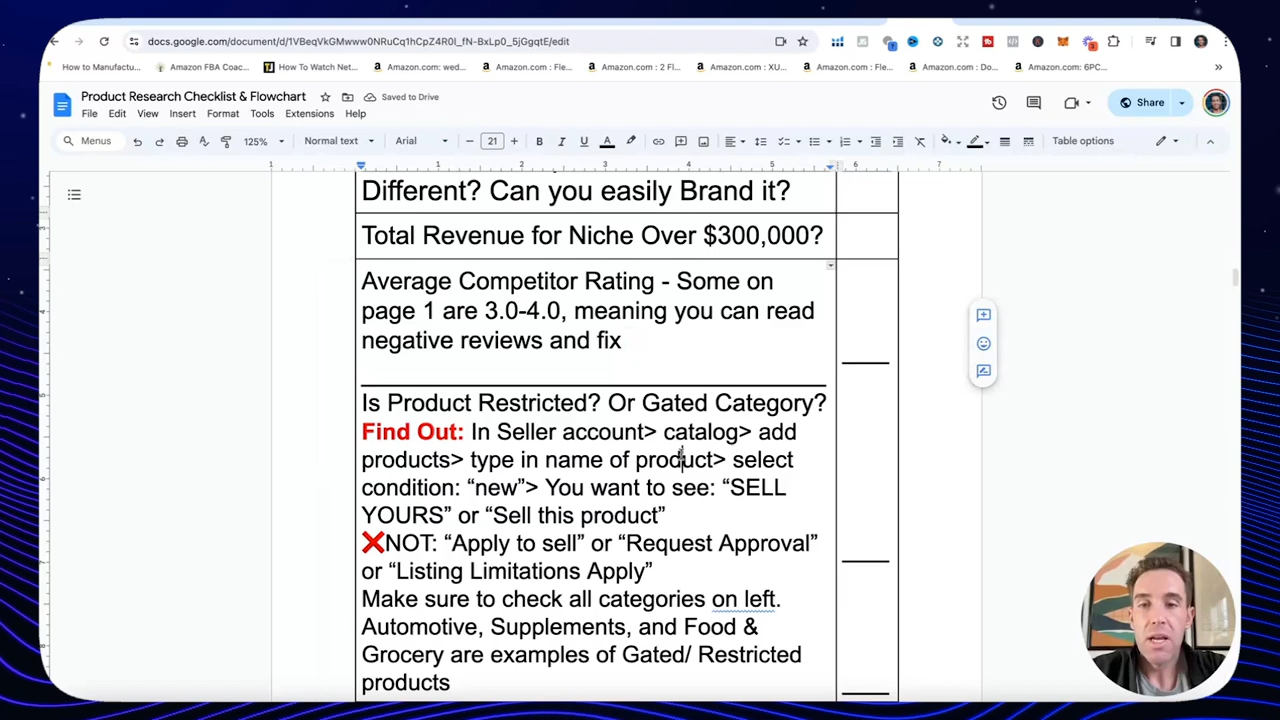 docs.google.com/document/d/1VBeqVkGMwww0NRuCq1hCpZ4R0l_fN-BxLp0_5jGgqtE/edit
How to Manufactu...
Amazon FBA Coac...
How To Watch Net...
Amazon.com: wed...
Amazon.com : Fle...
Amazon.com : 2 Fl...
Amazon.com : XU...
Amazon.com: Fle...
Amazon.com : Do...
Amazon.com: 6PC...
Product Research Checklist & Flowchart
Saved to Drive
File Edit View Insert Format Tools Extensions Help
Share
Menus
125%
Normal text
Arial
21
Table options
1 1 2 3 4 5 6 7
Different? Can you easily Brand it?
Total Revenue for Niche Over $300,000?
Average Competitor Rating - Some on
page 1 are 3.0-4.0, meaning you can read
negative reviews and fix
Is Product Restricted? Or Gated Category?
Find Out: In Seller account> catalog> add
products> type in name of product> select
condition: “new”> You want to see: “SELL
YOURS” or “Sell this product”
❌NOT: “Apply to sell” or “Request Approval”
or “Listing Limitations Apply”
Make sure to check all categories on left.
Automotive, Supplements, and Food &
Grocery are examples of Gated/ Restricted
products